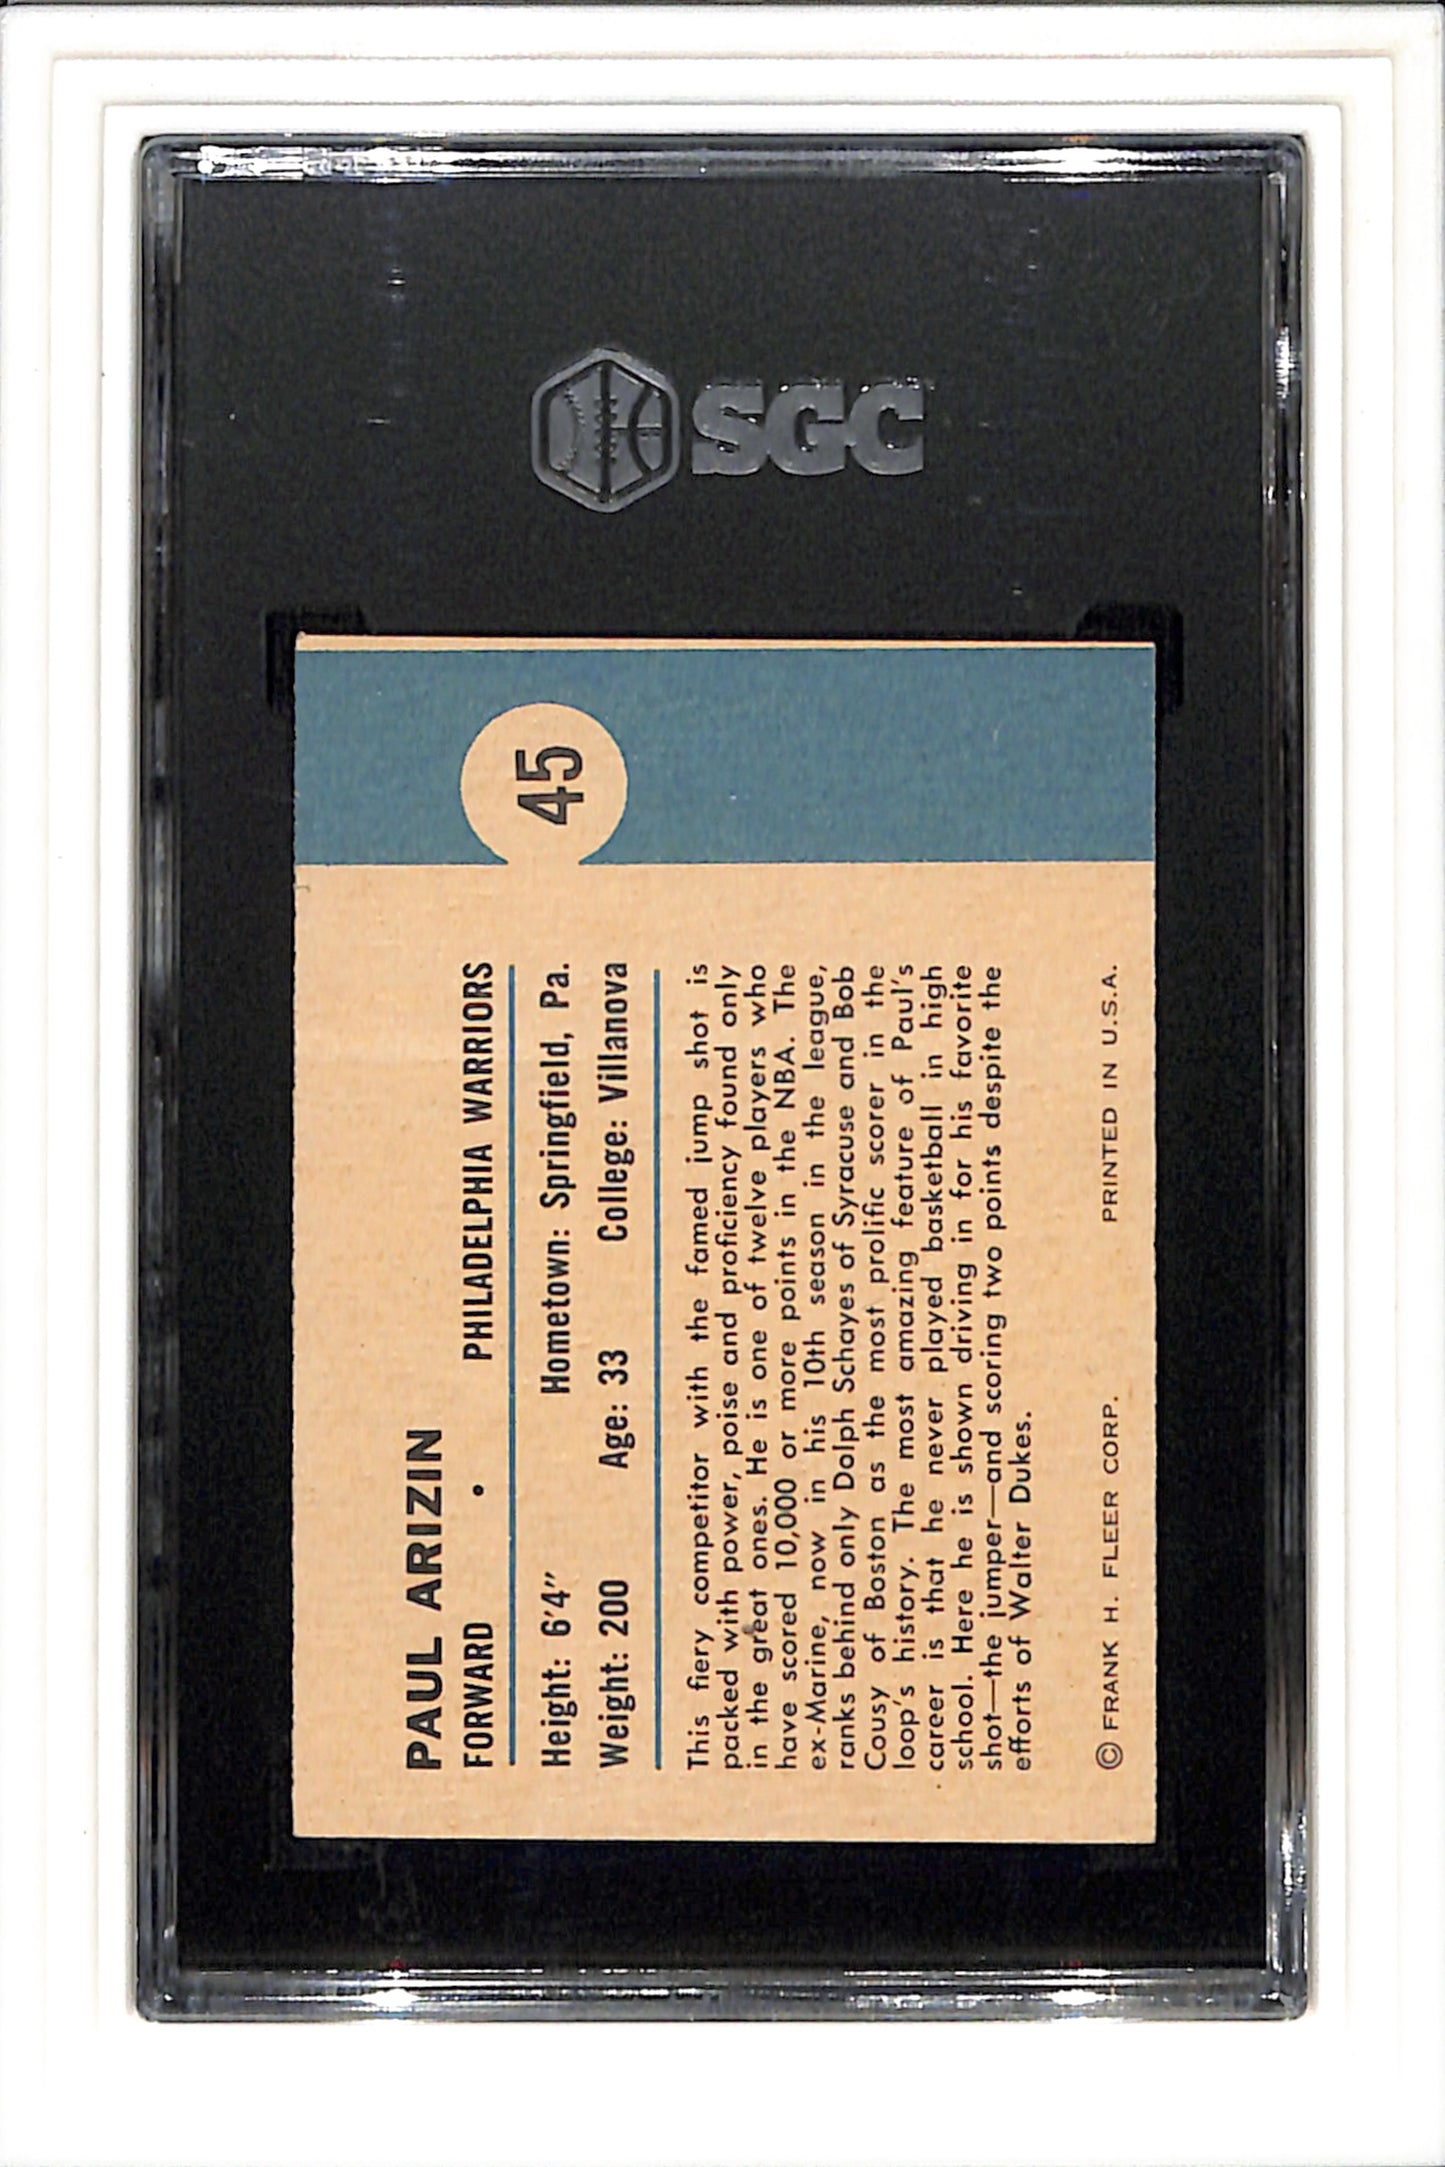 SGC
45
PAUL ARIZIN
FORWARD • PHILADELPHIA WARRIORS
Height: 6'4" Hometown: Springfield, Pa.
Weight: 200 Age: 33 College: Villanova
This fiery competitor with the famed jump shot is
packed with power, poise and proficiency found only
in the great ones. He is one of twelve players who
have scored 10,000 or more points in the NBA. The
ex-Marine, now in his 10th season in the league,
ranks behind only Dolph Schayes of Syracuse and Bob
Cousy of Boston as the most prolific scorer in the
loop's history. The most amazing feature of Paul's
career is that he never played basketball in high
school. Here he is shown driving in for his favorite
shot—the jumper—and scoring two points despite the
efforts of Walter Dukes.
© FRANK H. FLEER CORP. PRINTED IN U.S.A.